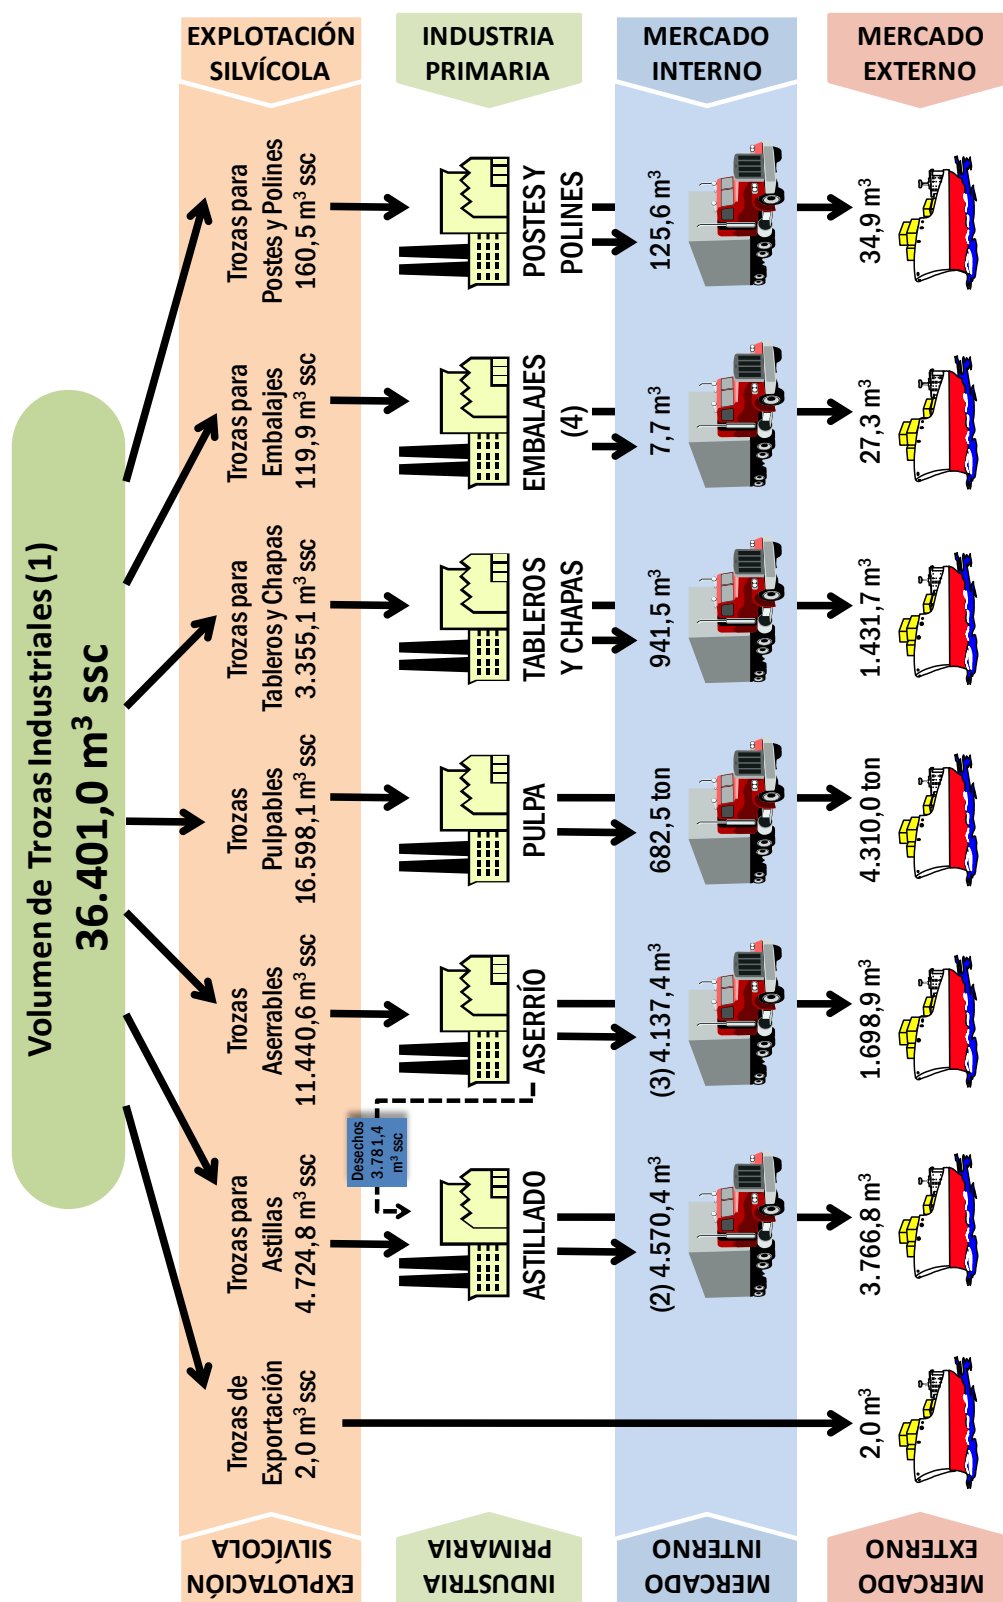 Volumen de Trozas Industriales (1)
36.401,0 m³ ssc
EXPLOTACIÓN
SILVÍCOLA
Trozas de
Exportación
2,0 m³ ssc
Trozas para
Astillas
4.724,8 m³ ssc
Trozas
Aserrables
11.440,6 m³ ssc
Trozas
Pulpables
16.598,1 m³ ssc
Trozas para
Tableros y Chapas
3.355,1 m³ ssc
Trozas para
Embalajes
119,9 m³ ssc
Trozas para
Postes y Polines
160,5 m³ ssc
EXPLOTACIÓN
SILVÍCOLA
Desechos
3.781,4
m³ ssc
INDUSTRIA
PRIMARIA
ASTILLADO
ASERRÍO
PULPA
TABLEROS
Y CHAPAS
EMBALAJES
(4)
POSTES Y
POLINES
INDUSTRIA
PRIMARIA
MERCADO
INTERNO
(2) 4.570,4 m³
(3) 4.137,4 m³
682,5 ton
941,5 m³
7,7 m³
125,6 m³
MERCADO
INTERNO
MERCADO
EXTERNO
2,0 m³
3.766,8 m³
1.698,9 m³
4.310,0 ton
1.431,7 m³
27,3 m³
34,9 m³
MERCADO
EXTERNO